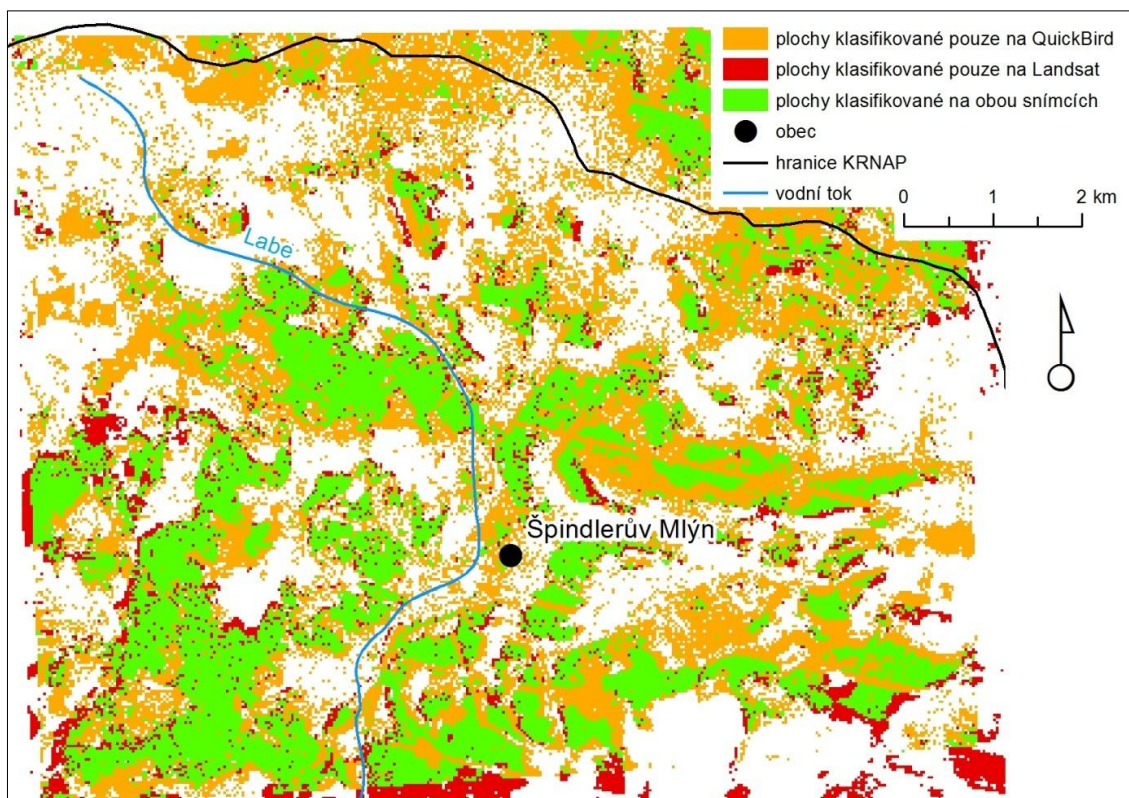 plochy klasifikované pouze na QuickBird
plochy klasifikované pouze na Landsat
plochy klasifikované na obou snímcích
obec
hranice KRNAP
vodní tok
0 1 2 km
Labe
Špindlerův Mlýn